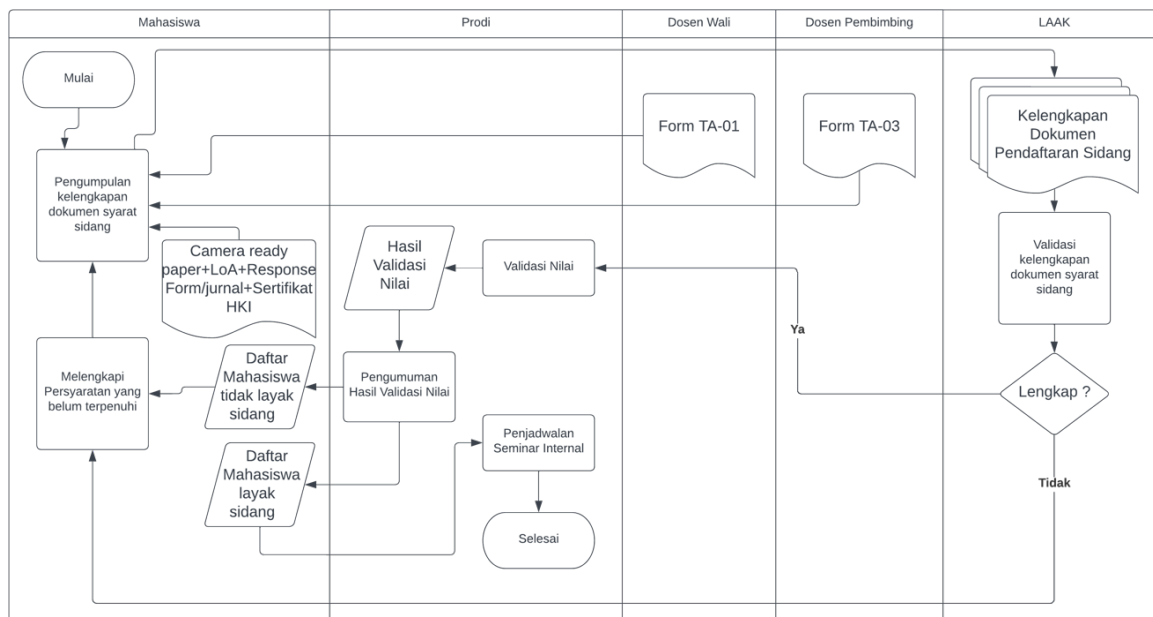 Mahasiswa
Prodi
Dosen Wali
Dosen Pembimbing
LAAK
Mulai
Form TA-01
Form TA-03
Kelengkapan
Dokumen
Pendaftaran Sidang
Pengumpulan
kelengkapan
dokumen syarat
sidang
Camera ready
paper+LoA+Response
Form/jurnal+Sertifikat
HKI
Hasil
Validasi
Nilai
Validasi Nilai
Validasi
kelengkapan
dokumen syarat
sidang
Ya
Melengkapi
Persyaratan yang
belum terpenuhi
Daftar
Mahasiswa
tidak layak
sidang
Pengumuman
Hasil Validasi Nilai
Lengkap ?
Daftar
Mahasiswa
layak
sidang
Penjadwalan
Seminar Internal
Tidak
Selesai